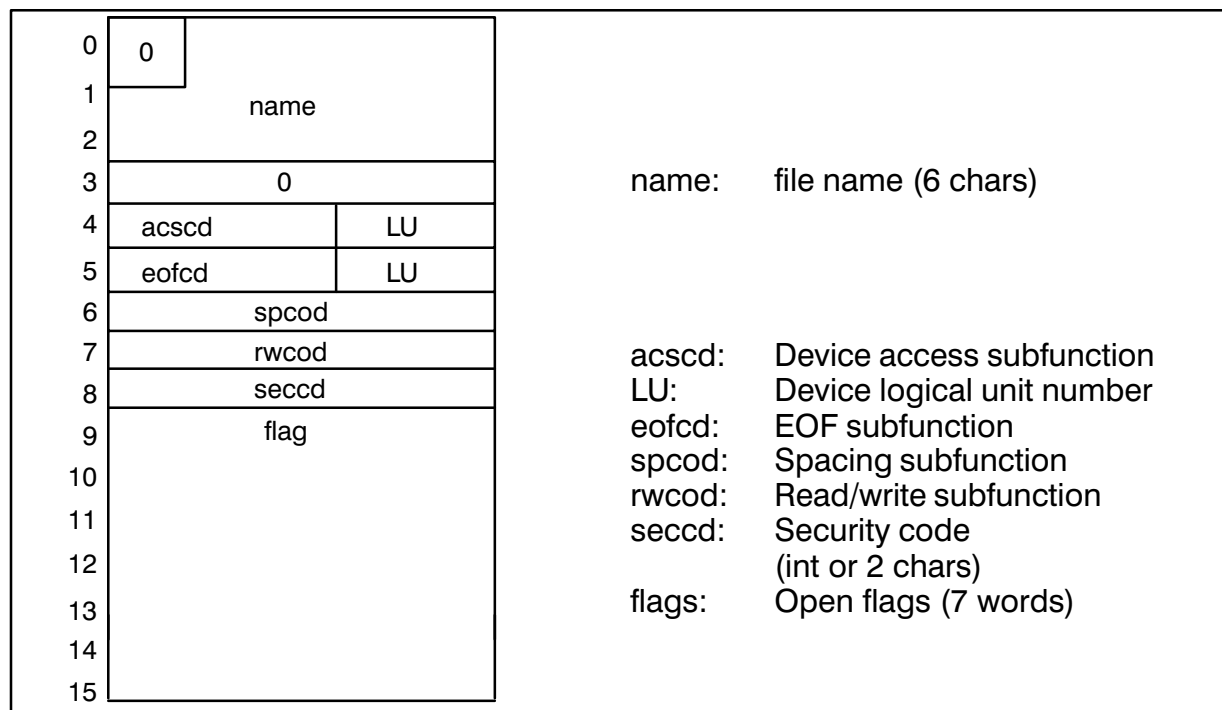 0 0
1 name
2
3 0 name: file name (6 chars)
4 acscd LU
5 eofcd LU
6 spcod
7 rwcod acscd: Device access subfunction
8 seccd LU: Device logical unit number
9 flag eofcd: EOF subfunction
10 spcod: Spacing subfunction
rwcod: Read/write subfunction
11 seccd: Security code
12 (int or 2 chars)
13 flags: Open flags (7 words)
14
15